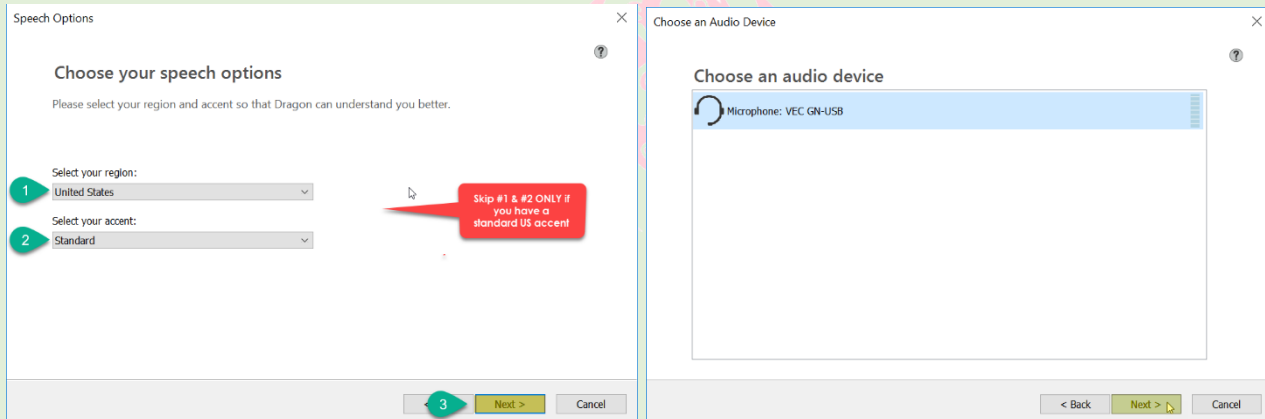 Speech Options
?
Choose your speech options
Please select your region and accent so that Dragon can understand you better.
Select your region:
1
United States
Skip #1 & #2 ONLY if
you have a
standard US accent
Select your accent:
2
Standard
<
3
Next >
Cancel
Choose an Audio Device
?
Choose an audio device
Microphone: VEC GN-USB
< Back
Next >
Cancel